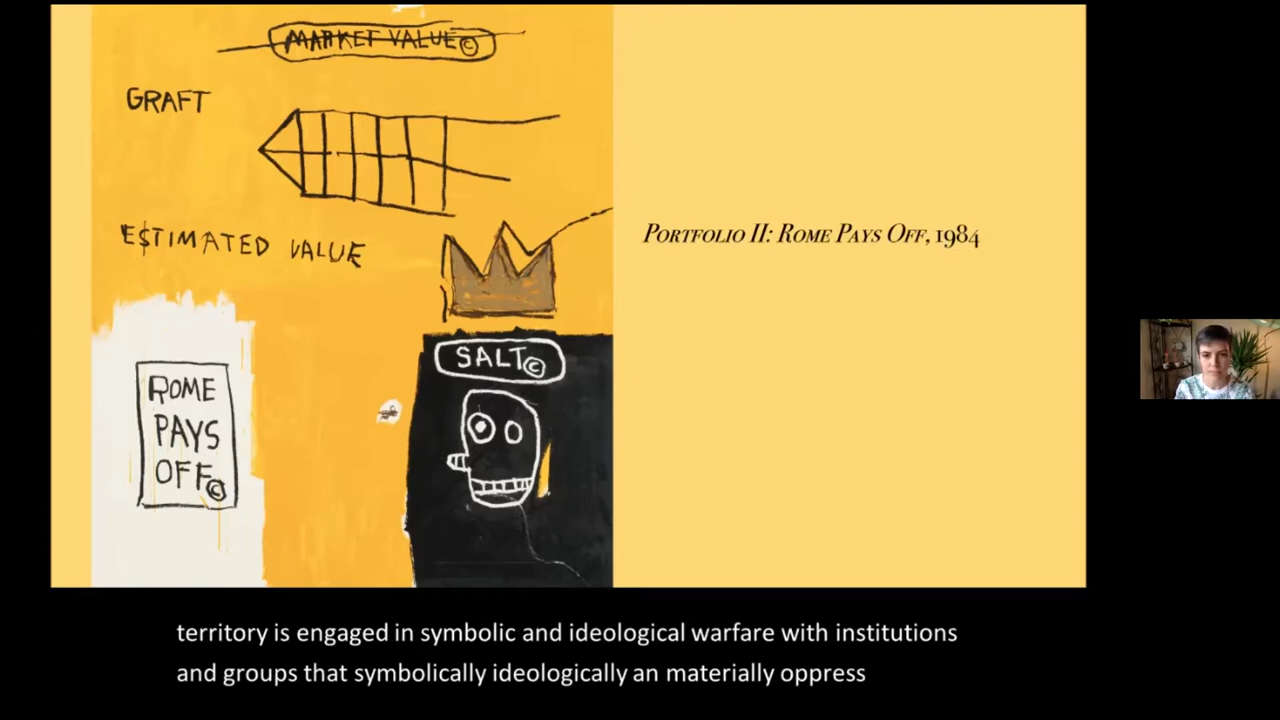 MARKET VALUE©
GRAFT
E$TIMATED VALUE
SALT©
ROME
PAYS
OFF©
PORTFOLIO II: ROME PAYS OFF, 1984
territory is engaged in symbolic and ideological warfare with institutions
and groups that symbolically ideologically an materially oppress